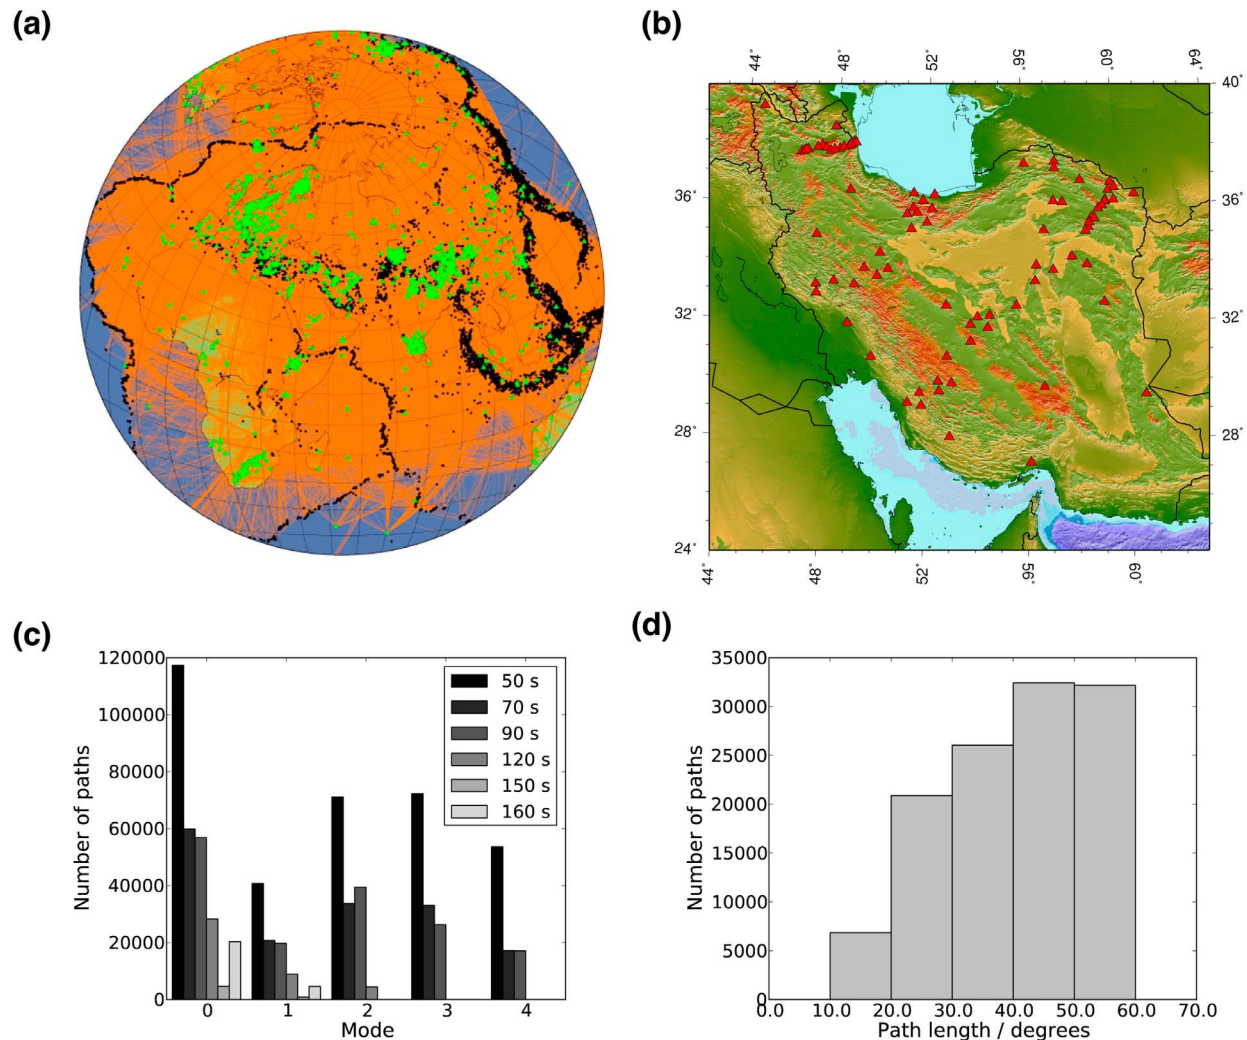 (a)
(b)
44° 48° 52° 56° 60° 64°
40°
36° 36°
32° 32°
28° 28°
24°
44° 48° 52° 56° 60°
(c)
120000
100000
80000
60000
40000
20000
0
Number of paths
50 s
70 s
90 s
120 s
150 s
160 s
0 1 2 3 4
Mode
(d)
35000
30000
25000
20000
15000
10000
5000
0
Number of paths
0.0 10.0 20.0 30.0 40.0 50.0 60.0 70.0
Path length / degrees